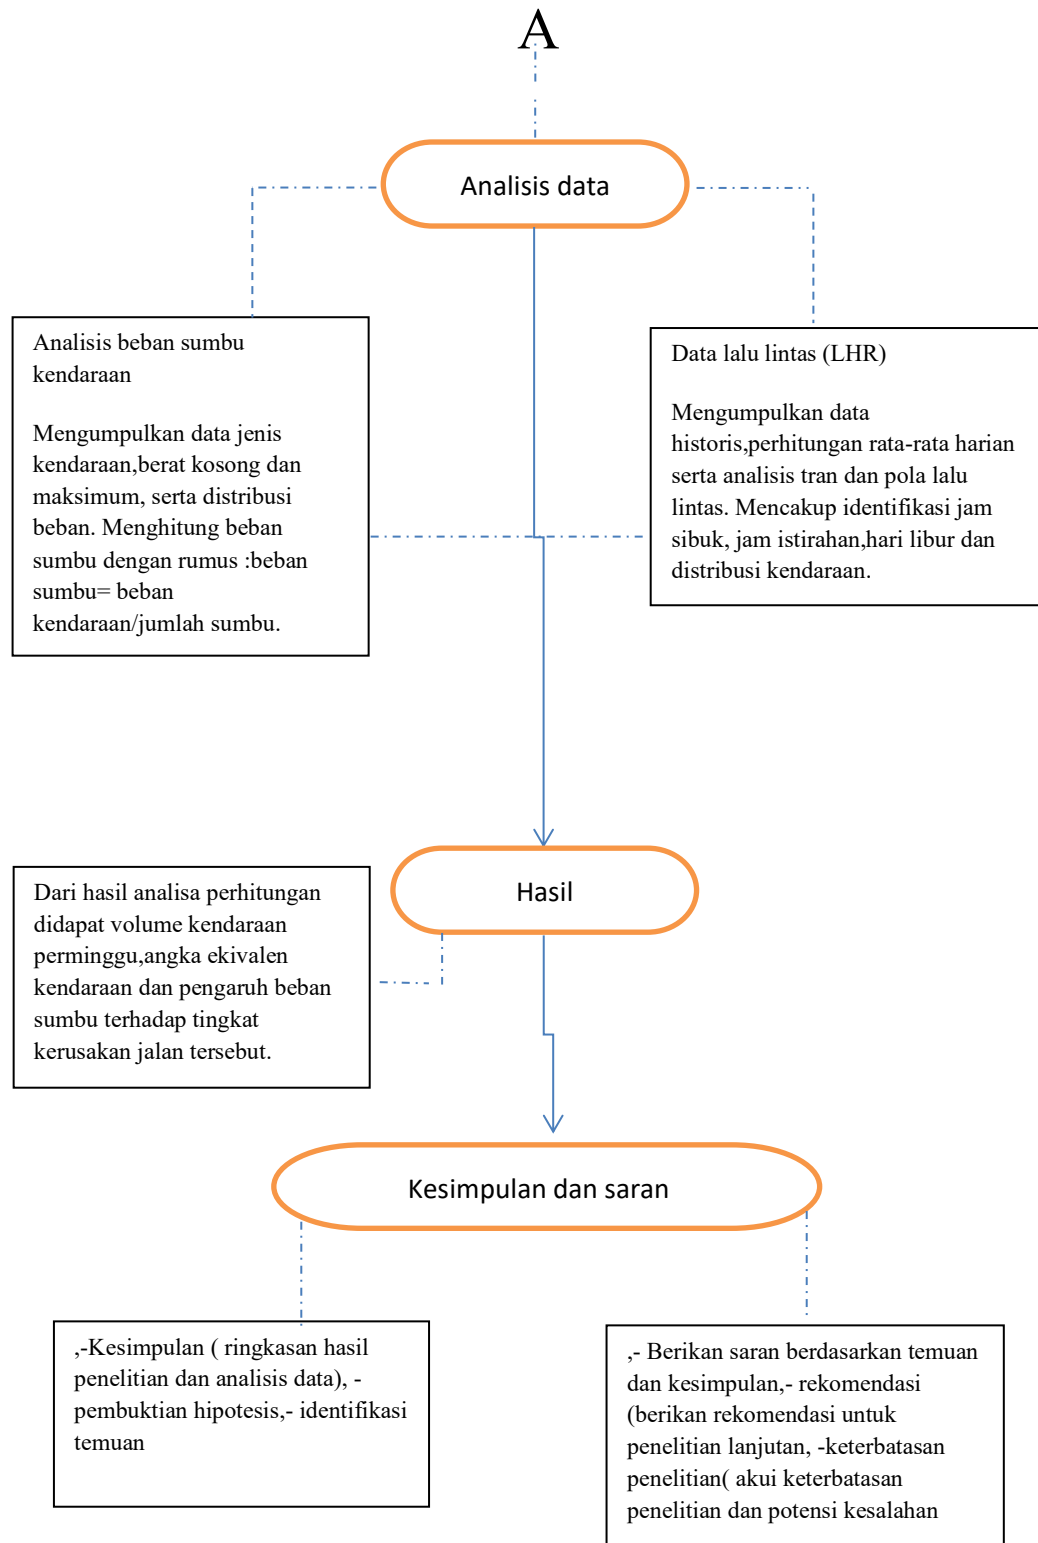 A
Analisis data
Analisis beban sumbu
kendaraan
Mengumpulkan data jenis
kendaraan,berat kosong dan
maksimum, serta distribusi
beban. Menghitung beban
sumbu dengan rumus :beban
sumbu= beban
kendaraan/jumlah sumbu.
Data lalu lintas (LHR)
Mengumpulkan data
historis,perhitungan rata-rata harian
serta analisis tran dan pola lalu
lintas. Mencakup identifikasi jam
sibuk, jam istirahan,hari libur dan
distribusi kendaraan.
Hasil
Dari hasil analisa perhitungan
didapat volume kendaraan
perminggu,angka ekivalen
kendaraan dan pengaruh beban
sumbu terhadap tingkat
kerusakan jalan tersebut.
Kesimpulan dan saran
,-Kesimpulan ( ringkasan hasil
penelitian dan analisis data), -
pembuktian hipotesis,- identifikasi
temuan
,- Berikan saran berdasarkan temuan
dan kesimpulan,- rekomendasi
(berikan rekomendasi untuk
penelitian lanjutan, -keterbatasan
penelitian( akui keterbatasan
penelitian dan potensi kesalahan